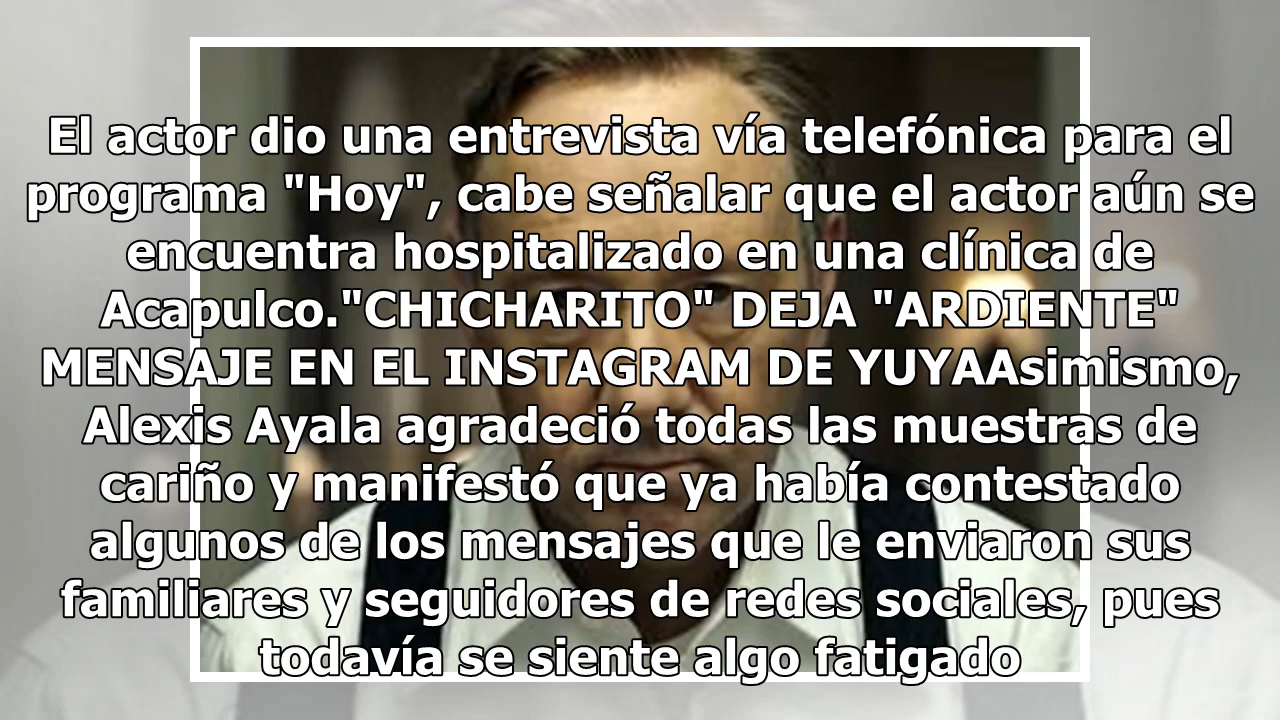 El actor dio una entrevista vía telefónica para el
programa "Hoy", cabe señalar que el actor aún se
encuentra hospitalizado en una clínica de
Acapulco."CHICHARITO" DEJA "ARDIENTE"
MENSAJE EN EL INSTAGRAM DE YUYAAsimismo,
Alexis Ayala agradeció todas las muestras de
cariño y manifestó que ya había contestado
algunos de los mensajes que le enviaron sus
familiares y seguidores de redes sociales, pues
todavía se siente algo fatigado